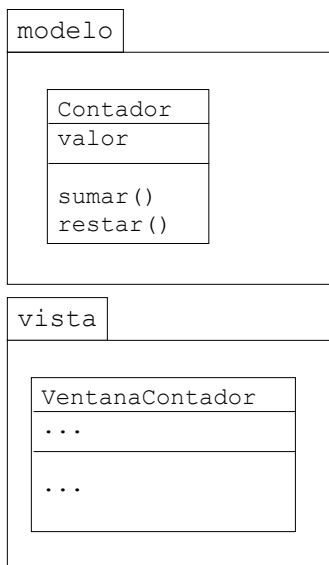 modelo
Contador
valor
sumar()
restar()
vista
VentanaContador
...
...